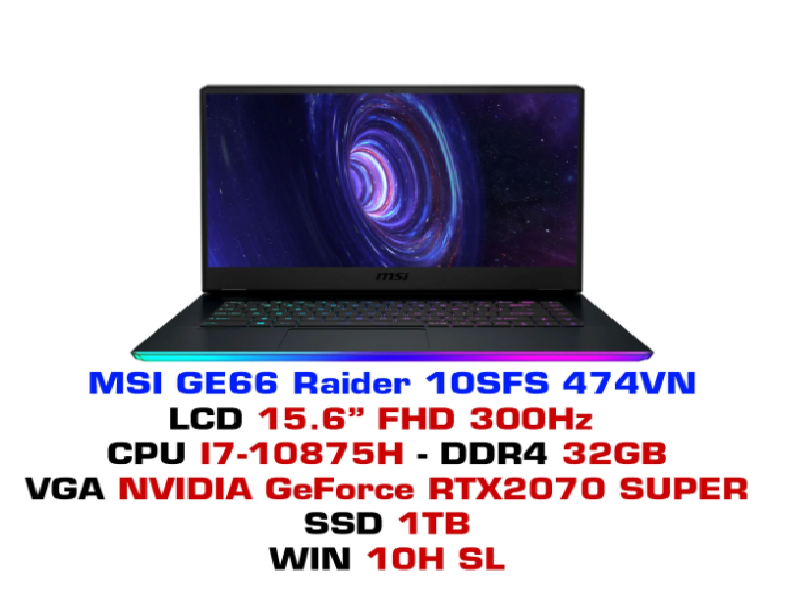 msi
MSI GE66 Raider 10SFS 474VN
LCD 15.6” FHD 300Hz
CPU I7-10875H - DDR4 32GB
VGA NVIDIA GeForce RTX2070 SUPER
SSD 1TB
WIN 10H SL